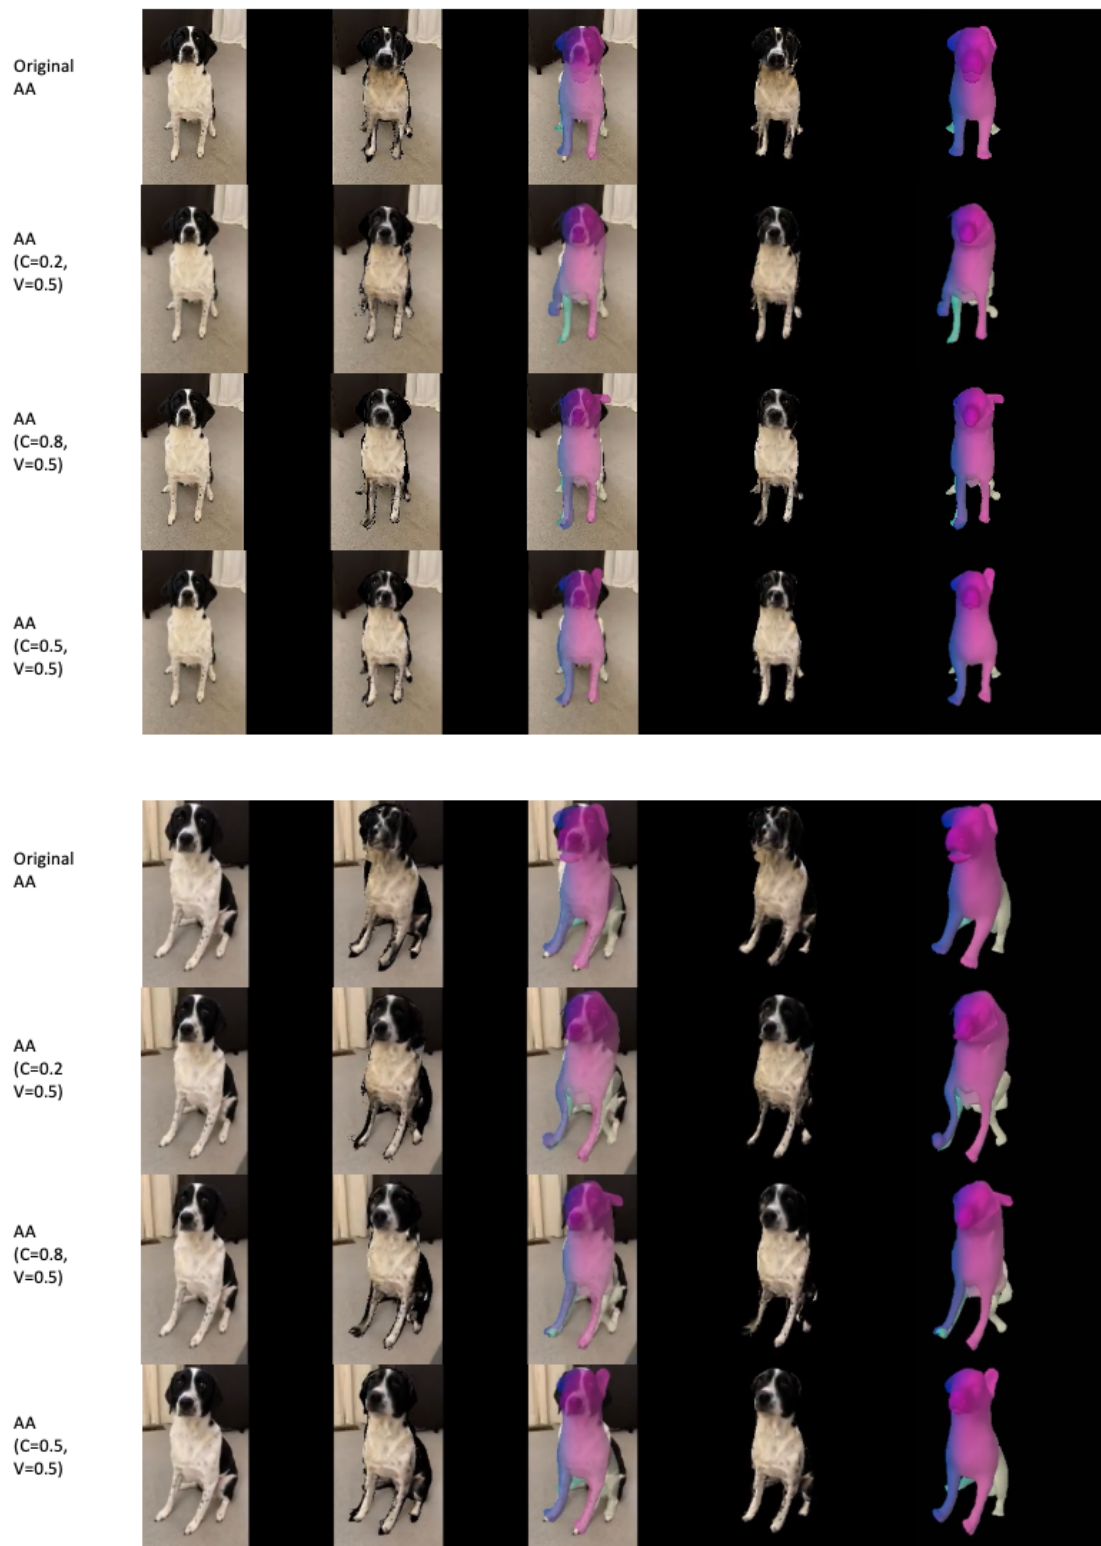 Original
AA
AA
(C=0.2,
V=0.5)
AA
(C=0.8,
V=0.5)
AA
(C=0.5,
V=0.5)
Original
AA
AA
(C=0.2
V=0.5)
AA
(C=0.8,
V=0.5)
AA
(C=0.5,
V=0.5)